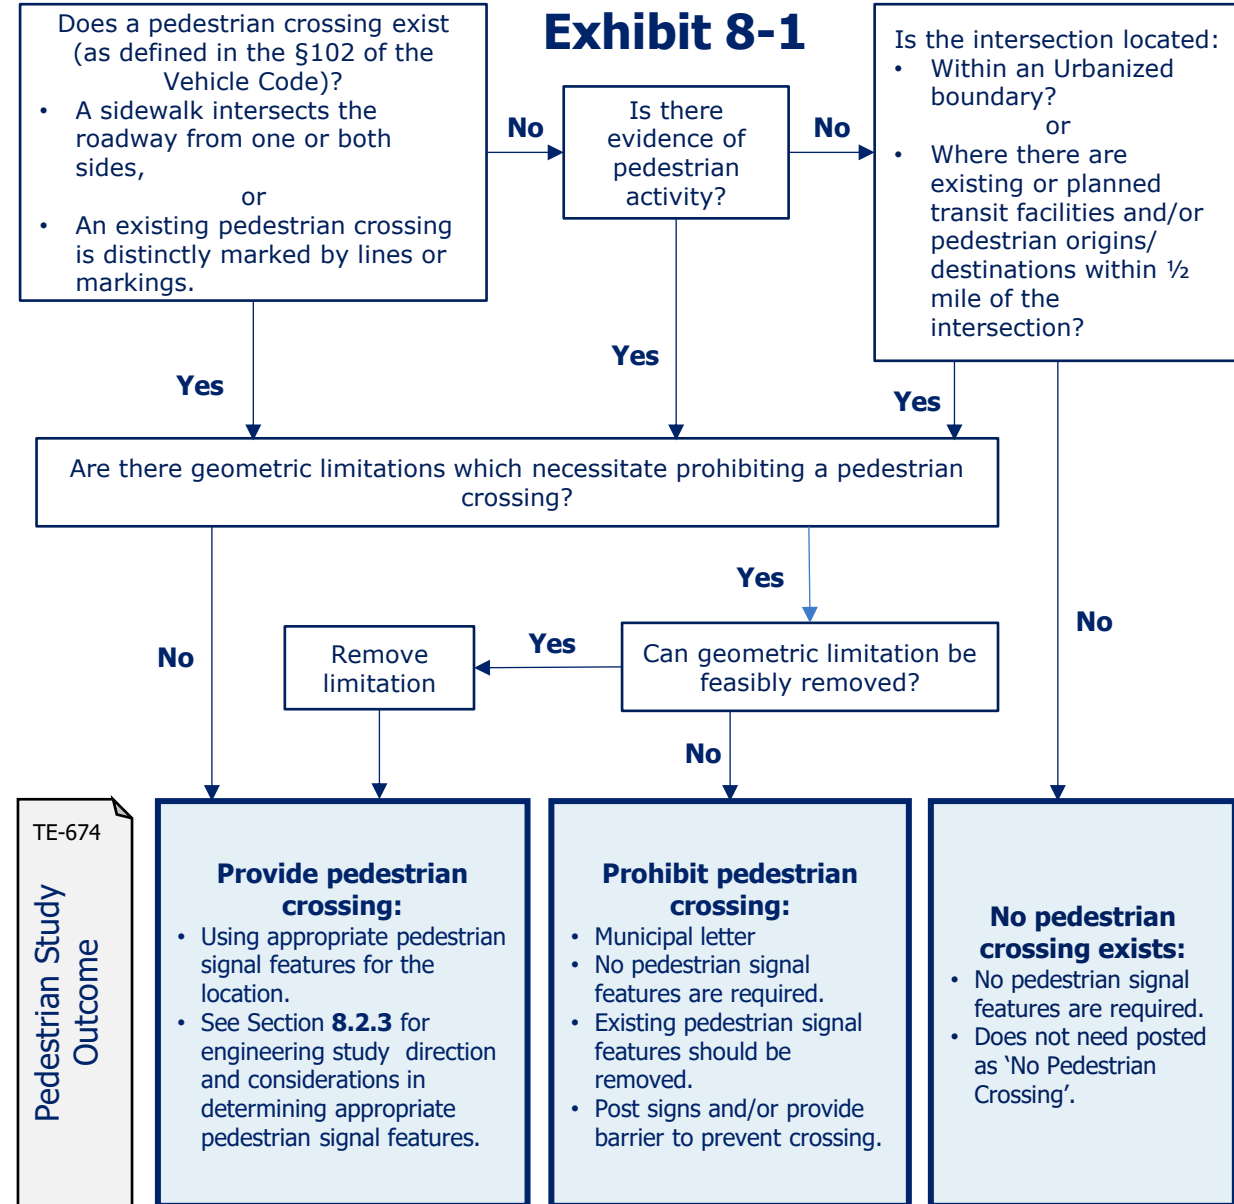 Exhibit 8-1
Does a pedestrian crossing exist
(as defined in the §102 of the
Vehicle Code)?
• A sidewalk intersects the
roadway from one or both
sides,
or
• An existing pedestrian crossing
is distinctly marked by lines or
markings.
No
Is there
evidence of
pedestrian
activity?
No
Is the intersection located:
• Within an Urbanized
boundary?
or
• Where there are
existing or planned
transit facilities and/or
pedestrian origins/
destinations within ½
mile of the
intersection?
Yes
Yes
Yes
Are there geometric limitations which necessitate prohibiting a pedestrian
crossing?
Yes
No
No
Remove
limitation
Yes
Can geometric limitation be
feasibly removed?
No
TE-674
Pedestrian Study
Outcome
Provide pedestrian
crossing:
• Using appropriate pedestrian
signal features for the
location.
• See Section 8.2.3 for
engineering study direction
and considerations in
determining appropriate
pedestrian signal features.
Prohibit pedestrian
crossing:
• Municipal letter
• No pedestrian signal
features are required.
• Existing pedestrian signal
features should be
removed.
• Post signs and/or provide
barrier to prevent crossing.
No pedestrian
crossing exists:
• No pedestrian signal
features are required.
• Does not need posted
as ‘No Pedestrian
Crossing’.